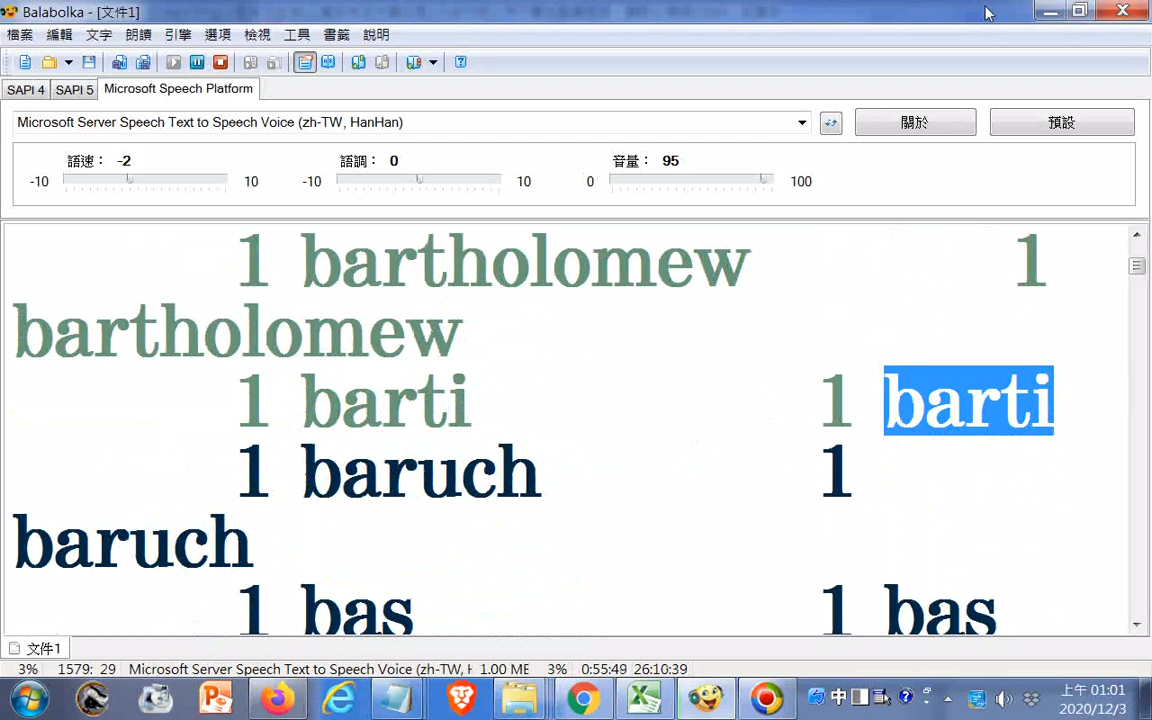 Balabolka - [文件1]
檔案 編輯 文字 朗讀 引擎 選項 檢視 工具 書籤 說明
SAPI 4 SAPI 5 Microsoft Speech Platform
Microsoft Server Speech Text to Speech Voice (zh-TW, HanHan) 關於 預設
語速： -2 語調： 0 音量： 95
-10 10 -10 10 0 100
1 bartholomew 1
bartholomew
1 barti 1 barti
1 baruch 1
baruch
1 bas 1 bas
文件1
3% 1579: 29 Microsoft Server Speech Text to Speech Voice (zh-TW, 1.00 ME 3% 0:55:49 26:10:39
中 上午 01:01
2020/12/3